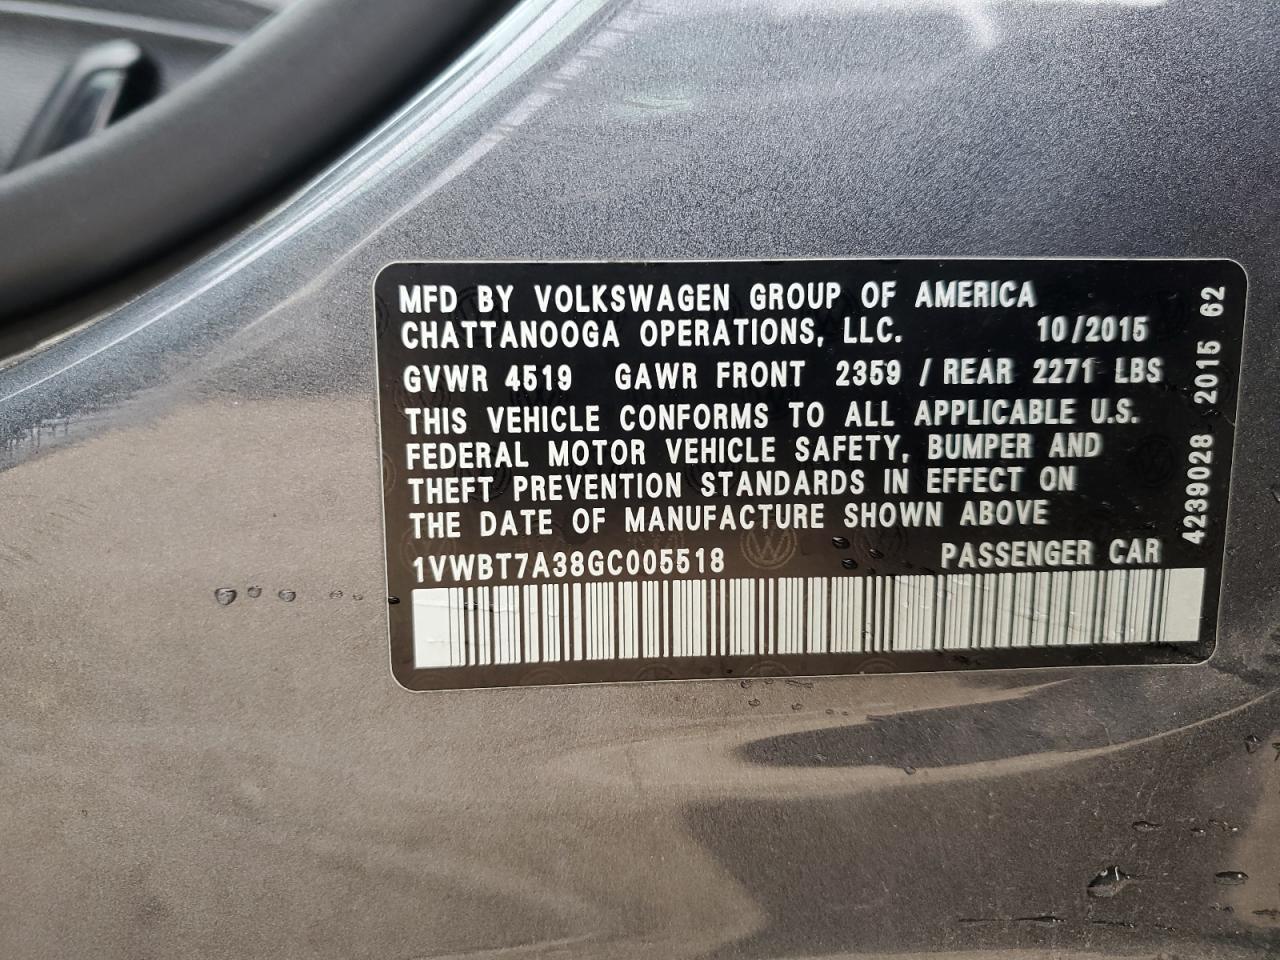 MFD BY VOLKSWAGEN GROUP OF AMERICA
CHATTANOOGA OPERATIONS, LLC. 10/2015
GVWR 4519 GAWR FRONT 2359 / REAR 2271 LBS
THIS VEHICLE CONFORMS TO ALL APPLICABLE U.S.
FEDERAL MOTOR VEHICLE SAFETY, BUMPER AND
THEFT PREVENTION STANDARDS IN EFFECT ON
THE DATE OF MANUFACTURE SHOWN ABOVE
1VWBT7A38GC005518 PASSENGER CAR
4239028 2015 62